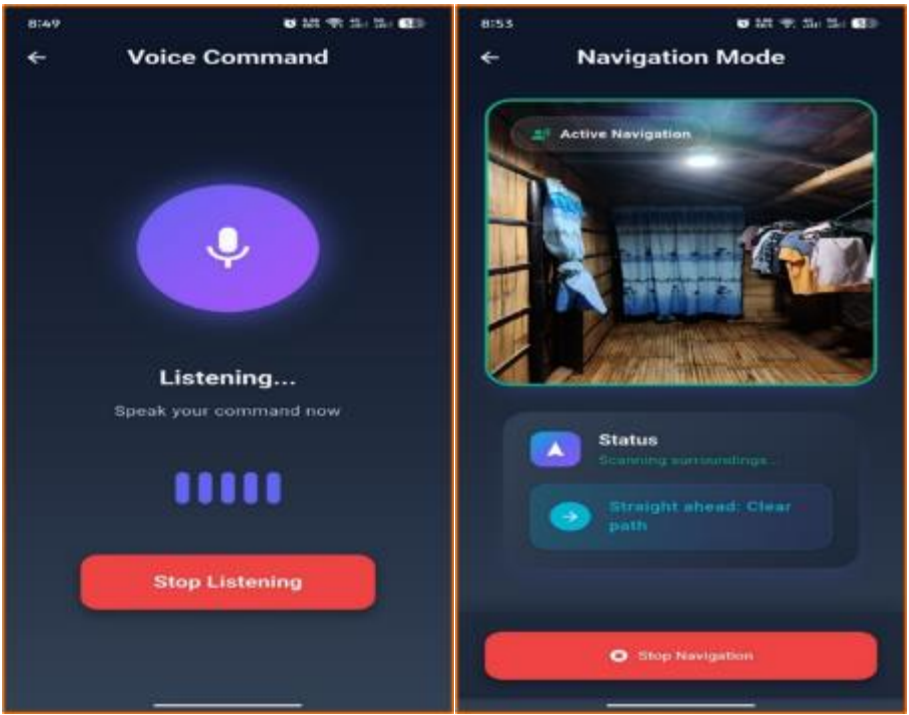 8:49
Voice Command
Listening...
Speak your command now
Stop Listening
8:53
Navigation Mode
Active Navigation
Status
Scanning surroundings...
Straight ahead: Clear
path
Stop Navigation